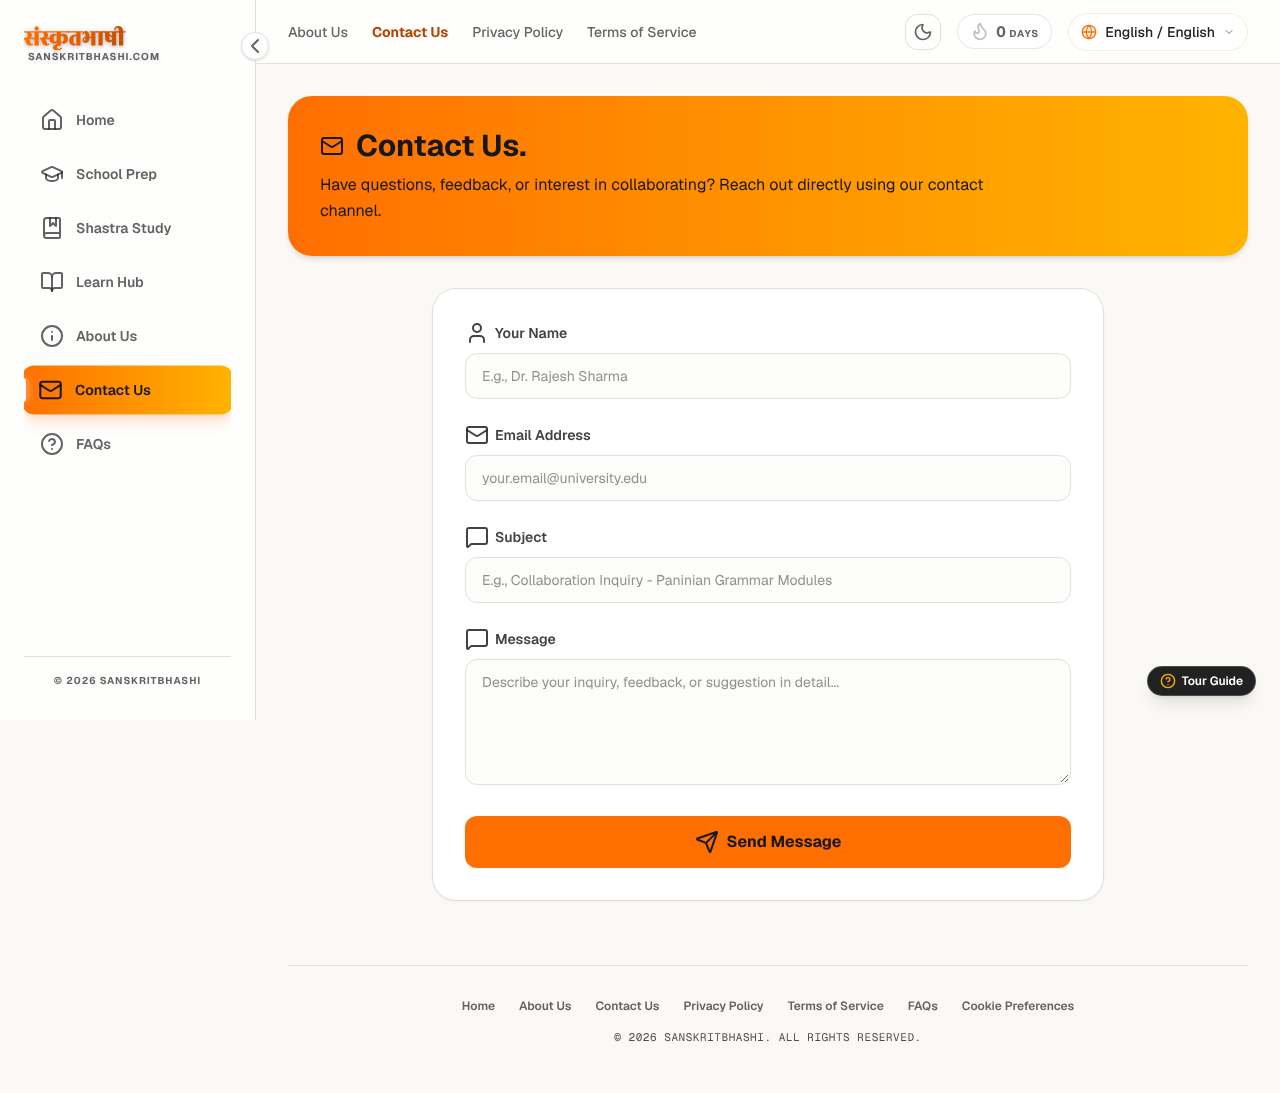 संस्कृतभाषी
SANSKRITBHASHI.COM
Home
School Prep
Shastra Study
Learn Hub
About Us
Contact Us
FAQs
© 2026 SANSKRITBHASHI
About Us Contact Us Privacy Policy Terms of Service
0 DAYS
English / English
Contact Us.
Have questions, feedback, or interest in collaborating? Reach out directly using our contact
channel.
Your Name
E.g., Dr. Rajesh Sharma
Email Address
your.email@university.edu
Subject
E.g., Collaboration Inquiry - Paninian Grammar Modules
Message
Describe your inquiry, feedback, or suggestion in detail...
Send Message
Tour Guide
Home About Us Contact Us Privacy Policy Terms of Service FAQs Cookie Preferences
© 2026 SANSKRITBHASHI. ALL RIGHTS RESERVED.